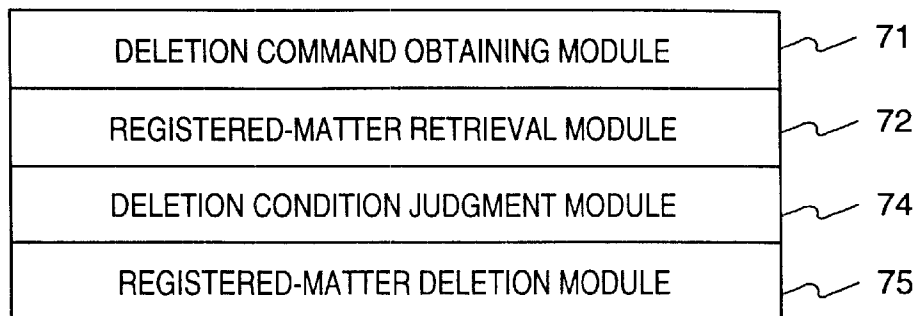 DELETION COMMAND OBTAINING MODULE 71
REGISTERED-MATTER RETRIEVAL MODULE 72
DELETION CONDITION JUDGMENT MODULE 74
REGISTERED-MATTER DELETION MODULE 75